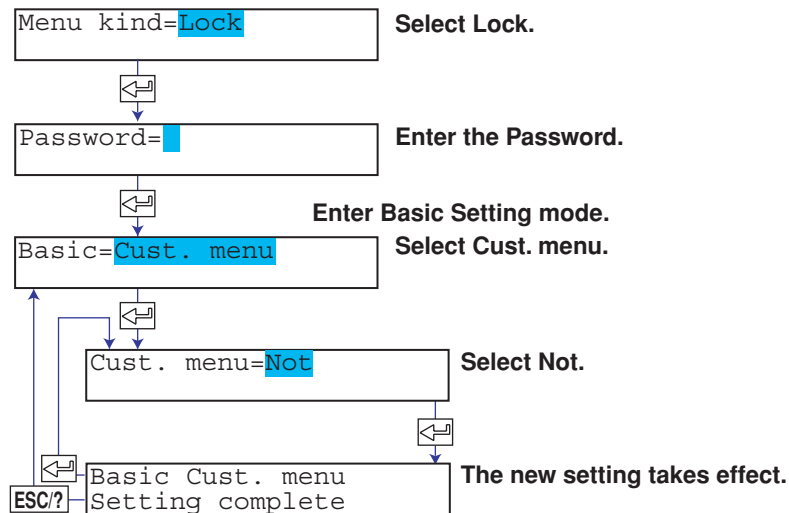 Menu kind=Lock
Select Lock.
Password=
Enter the Password.
Enter Basic Setting mode.
Basic=Cust. menu
Select Cust. menu.
Cust. menu=Not
Select Not.
Basic Cust. menu
The new setting takes effect.
ESC/?
Setting complete